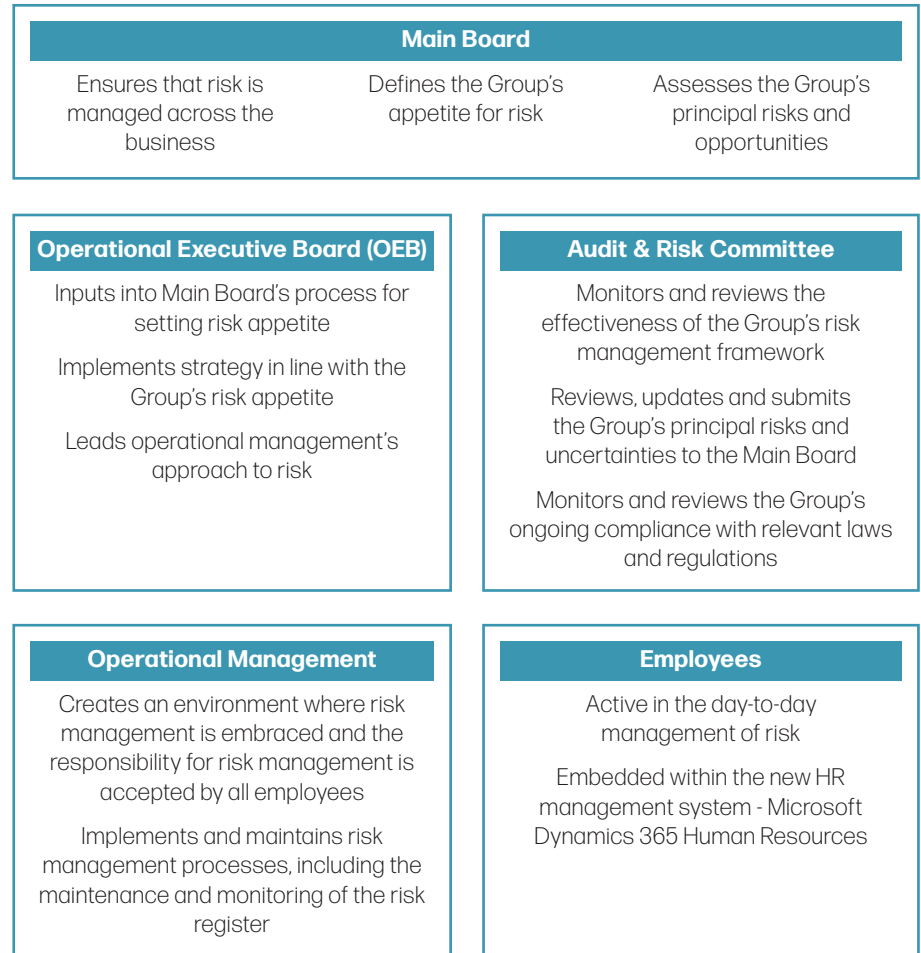 Main Board
Ensures that risk is
managed across the
business
Defines the Group's
appetite for risk
Assesses the Group's
principal risks and
opportunities
Operational Executive Board (OEB)
Inputs into Main Board's process for
setting risk appetite
Implements strategy in line with the
Group's risk appetite
Leads operational management's
approach to risk
Audit & Risk Committee
Monitors and reviews the
effectiveness of the Group's risk
management framework
Reviews, updates and submits
the Group's principal risks and
uncertainties to the Main Board
Monitors and reviews the Group's
ongoing compliance with relevant laws
and regulations
Operational Management
Creates an environment where risk
management is embraced and the
responsibility for risk management is
accepted by all employees
Implements and maintains risk
management processes, including the
maintenance and monitoring of the risk
register
Employees
Active in the day-to-day
management of risk
Embedded within the new HR
management system - Microsoft
Dynamics 365 Human Resources